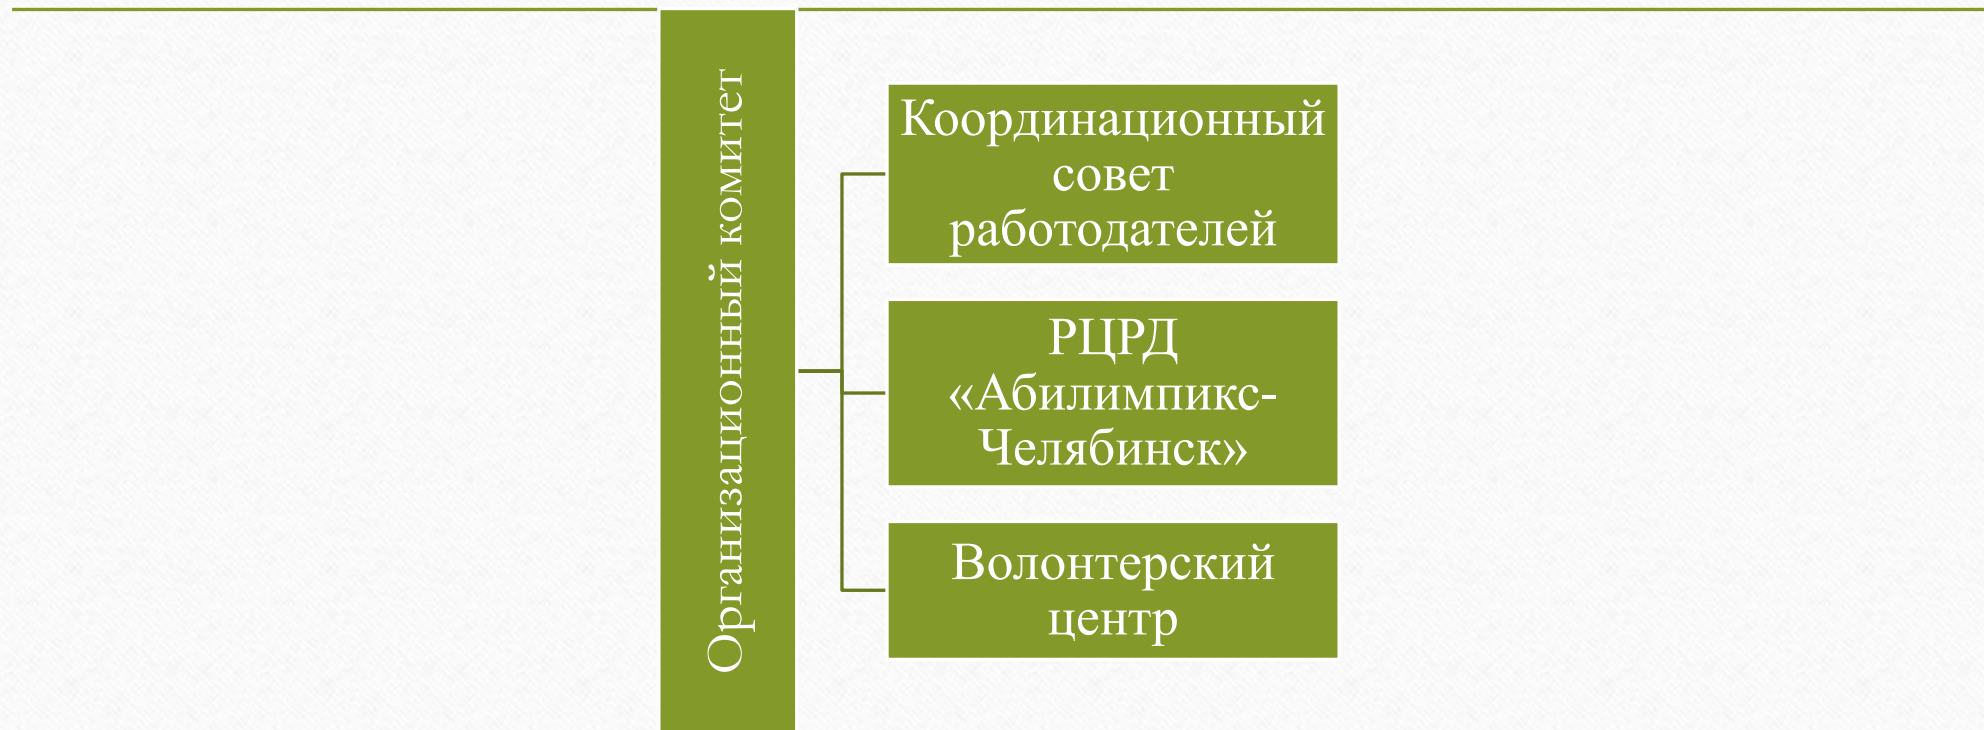 Организационный комитет
Координационный
совет
работодателей
РЦРД
«Абилимпикс-
Челябинск»
Волонтерский
центр